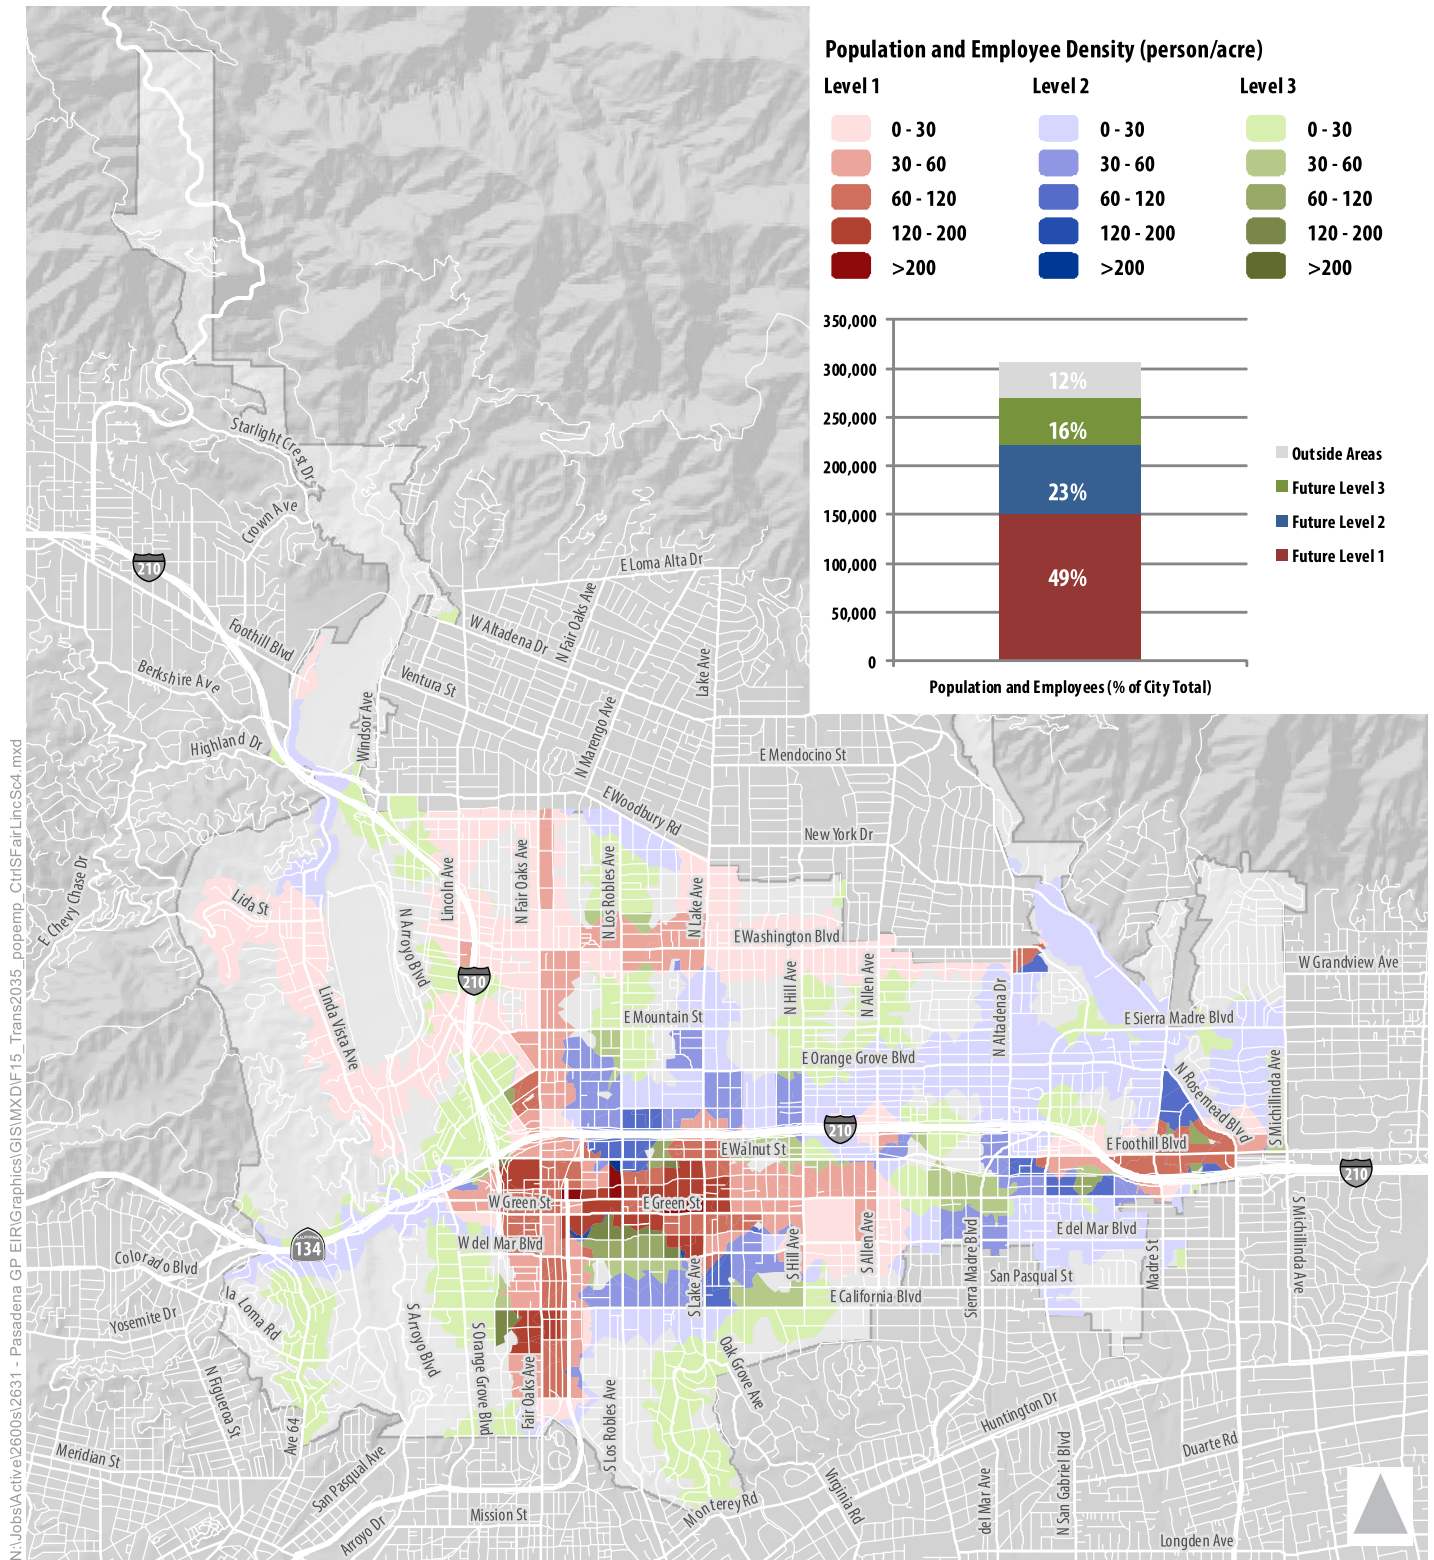 Population and Employee Density (person/acre)
Level 1
Level 2
Level 3
0 - 30
0 - 30
0 - 30
30 - 60
30 - 60
30 - 60
60 - 120
60 - 120
60 - 120
120 - 200
120 - 200
120 - 200
>200
>200
>200
350,000
300,000
250,000
200,000
150,000
100,000
50,000
0
12%
16%
23%
49%
Outside Areas
Future Level 3
Future Level 2
Future Level 1
Population and Employees (% of City Total)
Starlight Crest Dr
Crown Ave
210
E Loma Alta Dr
N Fair Oaks Ave
W Altadena Dr
Foothill Blvd
Berkshire Ave
Ventura St
Lake Ave
Windsor Ave
Highland Dr
N Marengo Ave
E Mendocino St
E Woodbury Rd
New York Dr
E Chevy Chase Dr
Lida St
Lincoln Ave
N Fair Oaks Ave
N Los Robles Ave
N Lake Ave
N Arroyo Blvd
E Washington Blvd
W Grandview Ave
210
N Hill Ave
N Allen Ave
Linda Vista Ave
E Mountain St
N Altadena Dr
E Sierra Madre Blvd
E Orange Grove Blvd
N Rosemead Blvd
S Michillinda Ave
210
E Walnut St
E Foothill Blvd
210
W Green St
E Green St
W del Mar Blvd
E del Mar Blvd
134
Colorado Blvd
S Hill Ave
S Allen Ave
Sierra Madre Blvd
Madre St
S Michillinda Ave
San Pasqual St
S Lake Ave
E California Blvd
la Loma Rd
Yosemite Dr
S Arroyo Blvd
S Orange Grove Blvd
Fair Oaks Ave
S Los Robles Ave
Oak Grove Ave
N Figueroa St
Ave 64
Huntington Dr
Duarte Rd
Meridian St
San Pasqual Ave
Arroyo Dr
Mission St
Monterey Rd
Virginia Rd
del Mar Ave
N San Gabriel Blvd
Longden Ave
N:\Jobs\Active\2600s\2631 - Pasadena GP EIR\Graphics\GIS\MXD\F15_Trans2035_popemp_CtrlSFairLincSc4.mxd